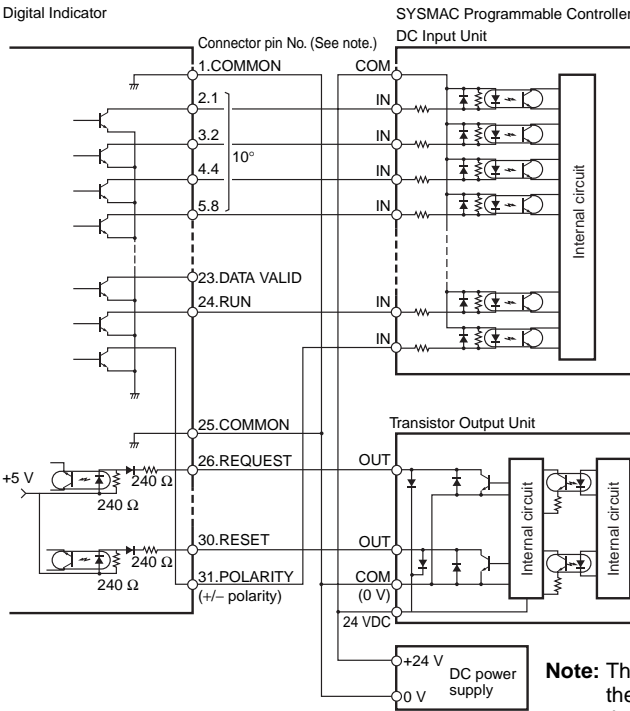 Digital Indicator
SYSMAC Programmable Controller
DC Input Unit
Connector pin No. (See note.)
1.COMMON
COM
2.1
IN
3.2
IN
10°
4.4
IN
5.8
IN
Internal circuit
23.DATA VALID
24.RUN
IN
IN
25.COMMON
Transistor Output Unit
26.REQUEST
OUT
+5 V
240 Ω
240 Ω
Internal circuit
Internal circuit
30.RESET
OUT
240 Ω
240 Ω
31.POLARITY
(+/– polarity)
COM
(0 V)
24 VDC
+24 V
DC power
supply
0 V
Note: Th
the